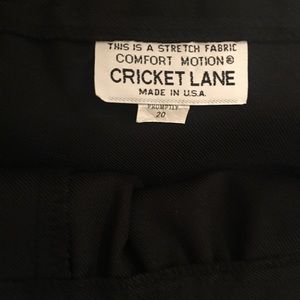 THIS IS A STRETCH FABRIC
COMFORT MOTION®
CRICKET LANE
MADE IN U.S.A.
20